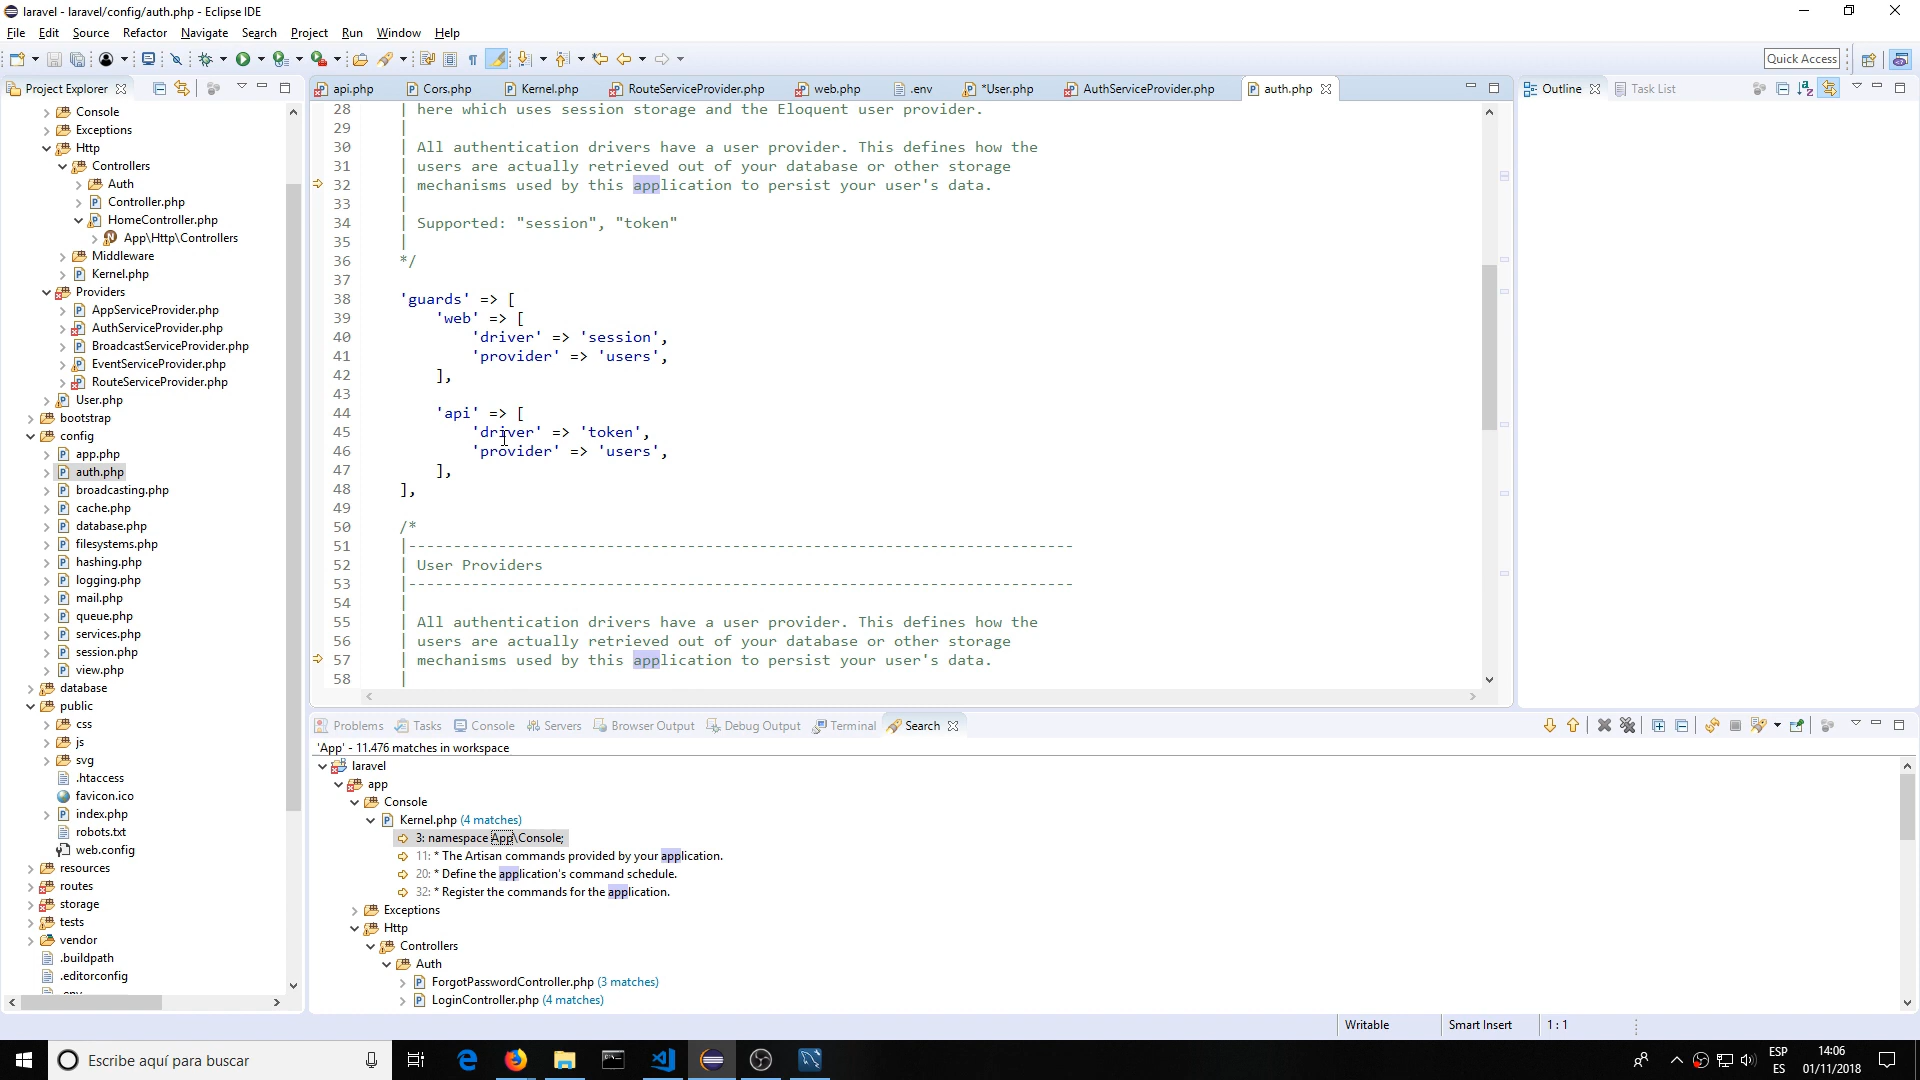 laravel - laravel/config/auth.php - Eclipse IDE
File Edit Source Refactor Navigate Search Project Run Window Help
Quick Access
Project Explorer
api.php Cors.php Kernel.php RouteServiceProvider.php web.php .env *User.php AuthServiceProvider.php auth.php
Outline Task List
Console
Exceptions
Http
Controllers
Auth
Controller.php
HomeController.php
App\Http\Controllers
Middleware
Kernel.php
Providers
AppServiceProvider.php
AuthServiceProvider.php
BroadcastServiceProvider.php
EventServiceProvider.php
RouteServiceProvider.php
User.php
bootstrap
config
app.php
auth.php
broadcasting.php
cache.php
database.php
filesystems.php
hashing.php
logging.php
mail.php
queue.php
services.php
session.php
view.php
database
public
css
js
svg
.htaccess
favicon.ico
index.php
robots.txt
web.config
resources
routes
storage
tests
vendor
.buildpath
.editorconfig
28 | here which uses session storage and the Eloquent user provider.
29 |
30 | All authentication drivers have a user provider. This defines how the
31 | users are actually retrieved out of your database or other storage
32 | mechanisms used by this application to persist your user's data.
33 |
34 | Supported: "session", "token"
35 |
36 */
37
38 'guards' => [
39 'web' => [
40 'driver' => 'session',
41 'provider' => 'users',
42 ],
43
44 'api' => [
45 'driver' => 'token',
46 'provider' => 'users',
47 ],
48 ],
49
50 /*
51 |--------------------------------------------------------------------------
52 | User Providers
53 |--------------------------------------------------------------------------
54 |
55 | All authentication drivers have a user provider. This defines how the
56 | users are actually retrieved out of your database or other storage
57 | mechanisms used by this application to persist your user's data.
58 |
Problems Tasks Console Servers Browser Output Debug Output Terminal Search
'App' - 11.476 matches in workspace
laravel
app
Console
Kernel.php (4 matches)
3: namespace App\Console;
11: * The Artisan commands provided by your application.
20: * Define the application's command schedule.
32: * Register the commands for the application.
Exceptions
Http
Controllers
Auth
ForgotPasswordController.php (3 matches)
LoginController.php (4 matches)
Writable Smart Insert 1 : 1
Escribe aquí para buscar
ESP
ES
14:06
01/11/2018